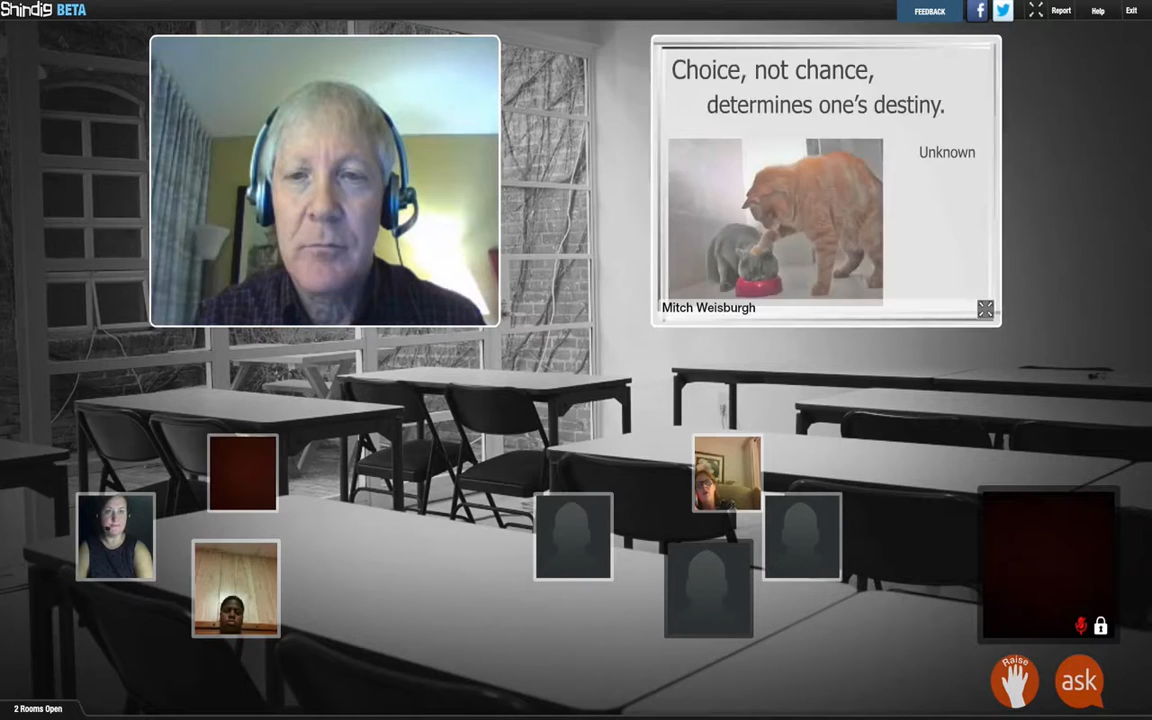 Shindig BETA
FEEDBACK
Report
Help
Exit
Choice, not chance,
determines one's destiny.
Unknown
Mitch Weisburgh
Raise
ask
2 Rooms Open